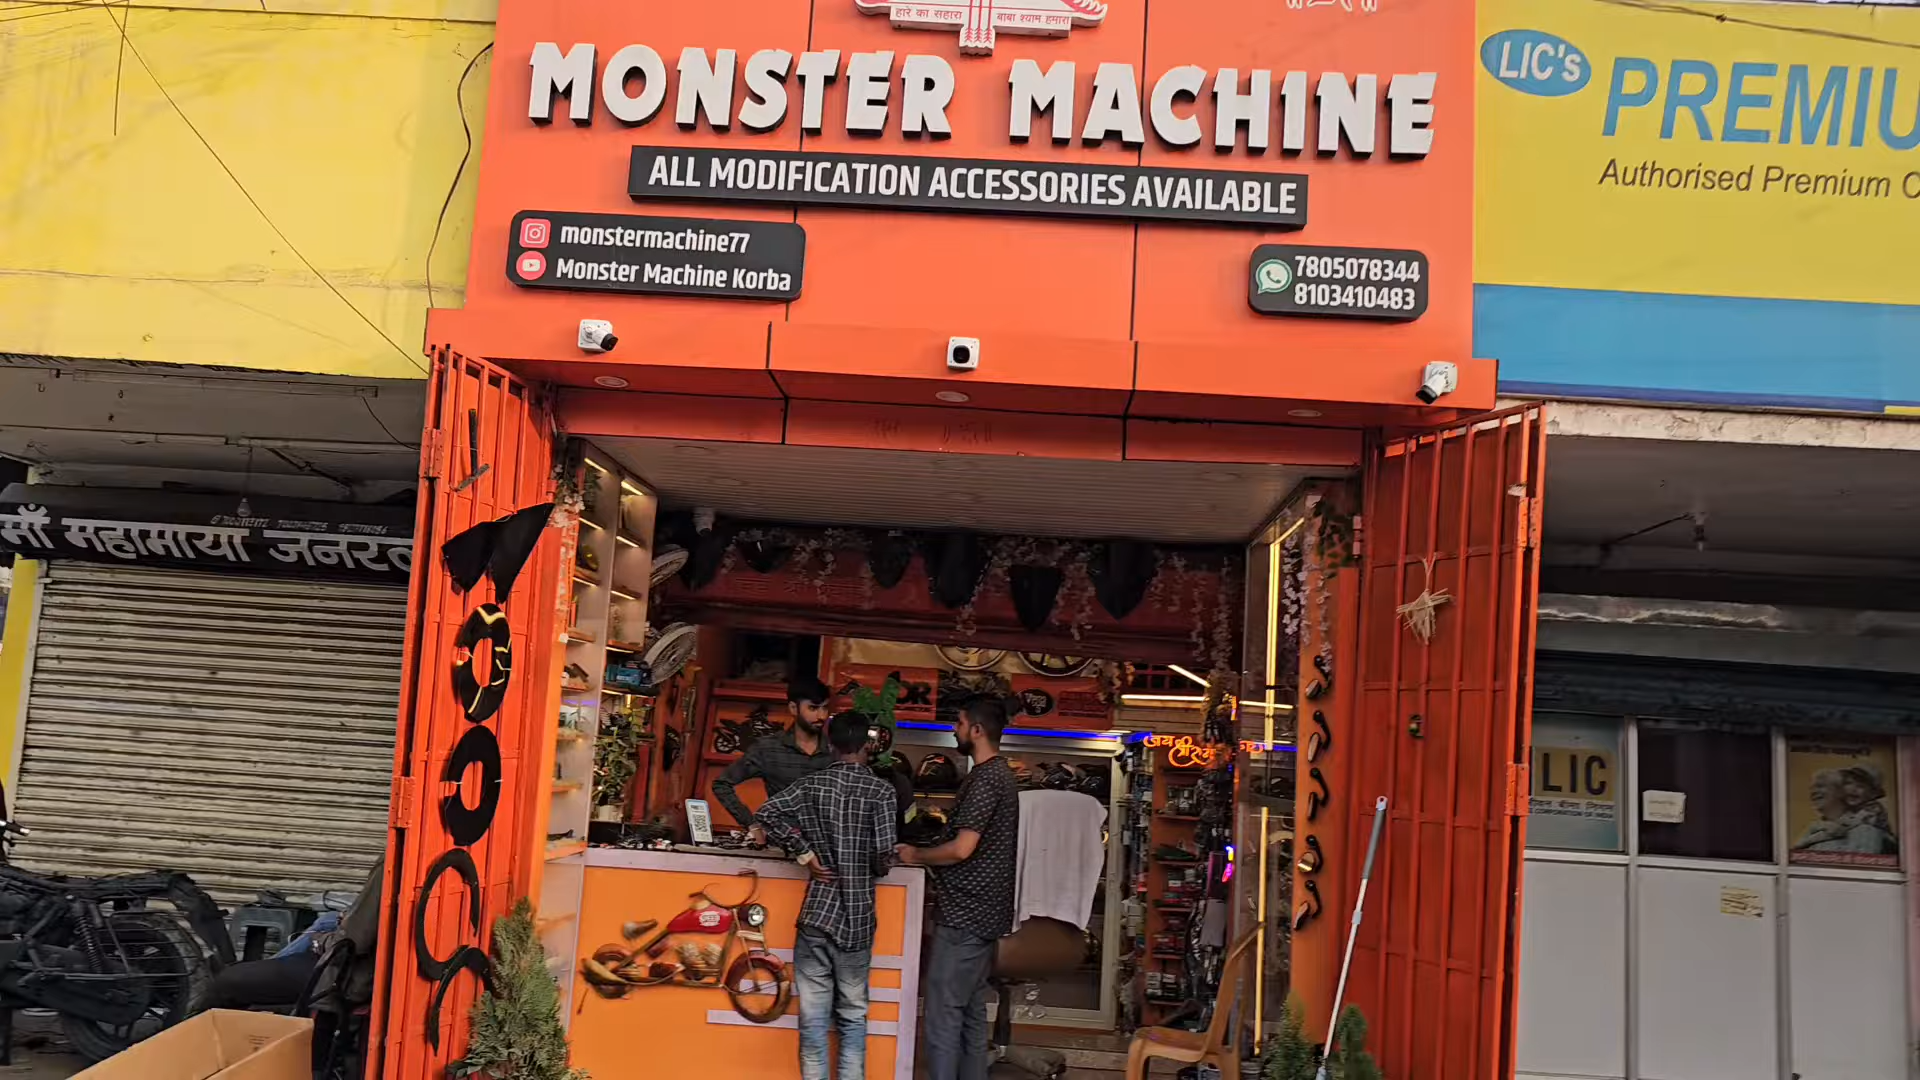 हारे का सहारा बाबा श्याम हमारा
MONSTER MACHINE
ALL MODIFICATION ACCESSORIES AVAILABLE
monstermachine77
Monster Machine Korba
7805078344
8103410483
LIC's
PREMIU
Authorised Premium C
माँ महामाया जनरल
जय श्री राम
LIC